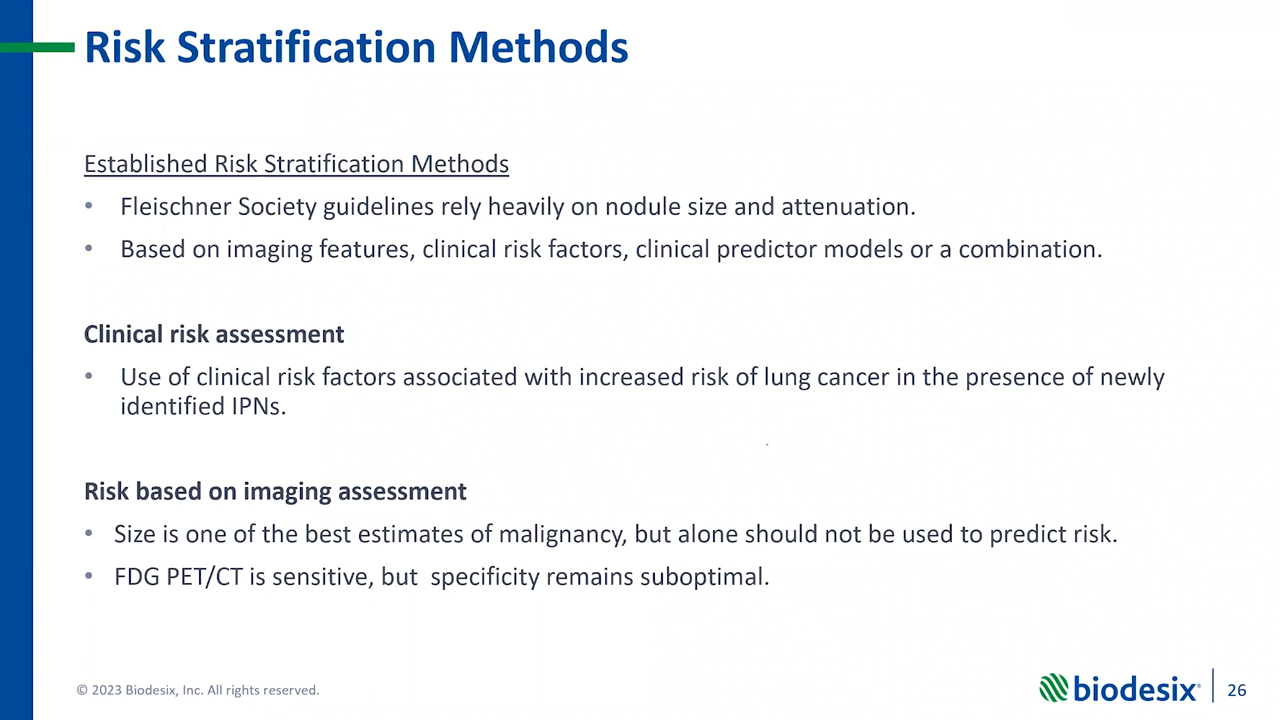 Risk Stratification Methods
Established Risk Stratification Methods
• Fleischner Society guidelines rely heavily on nodule size and attenuation.
• Based on imaging features, clinical risk factors, clinical predictor models or a combination.
Clinical risk assessment
• Use of clinical risk factors associated with increased risk of lung cancer in the presence of newly
identified IPNs.
Risk based on imaging assessment
• Size is one of the best estimates of malignancy, but alone should not be used to predict risk.
• FDG PET/CT is sensitive, but  specificity remains suboptimal.
© 2023 Biodesix, Inc. All rights reserved.
biodesix®
26